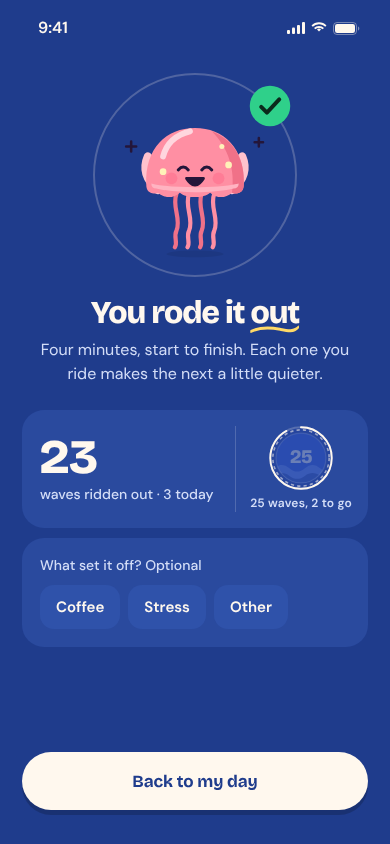 9:41
You rode it out
Four minutes, start to finish. Each one you
ride makes the next a little quieter.
23
waves ridden out · 3 today
25
25 waves, 2 to go
What set it off? Optional
Coffee
Stress
Other
Back to my day